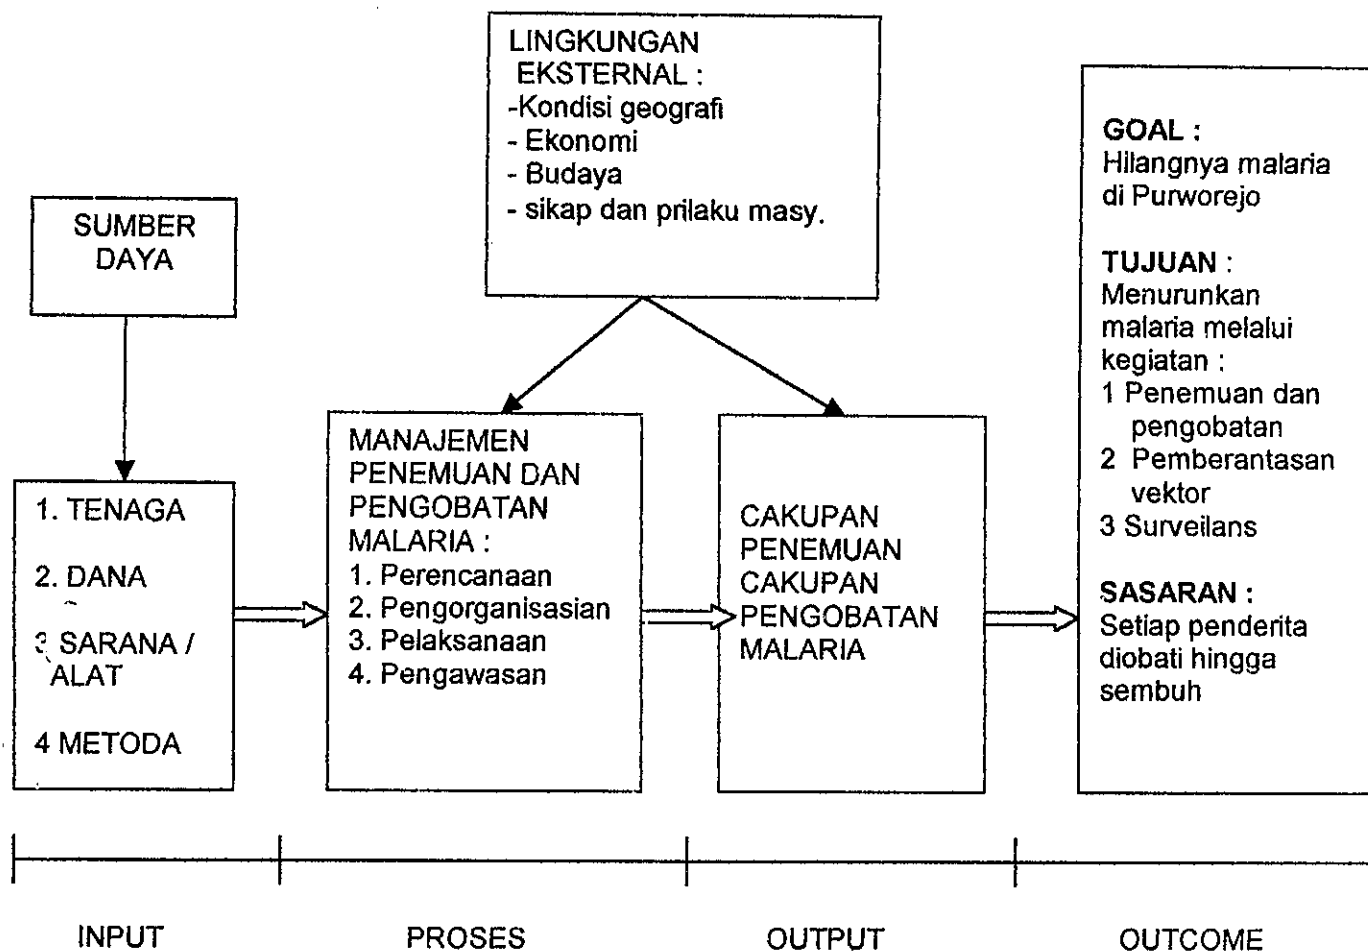 LINGKUNGAN
EKSTERNAL :
-Kondisi geografi
- Ekonomi
- Budaya
- sikap dan prilaku masy.
SUMBER
DAYA
1. TENAGA
2. DANA
3 SARANA /
ALAT
4 METODA
MANAJEMEN
PENEMUAN DAN
PENGOBATAN
MALARIA :
1. Perencanaan
2. Pengorganisasian
3. Pelaksanaan
4. Pengawasan
CAKUPAN
PENEMUAN
CAKUPAN
PENGOBATAN
MALARIA
GOAL :
Hilangnya malaria
di Purworejo
TUJUAN :
Menurunkan
malaria melalui
kegiatan :
1 Penemuan dan
pengobatan
2 Pemberantasan
vektor
3 Surveilans
SASARAN :
Setiap penderita
diobati hingga
sembuh
INPUT
PROSES
OUTPUT
OUTCOME